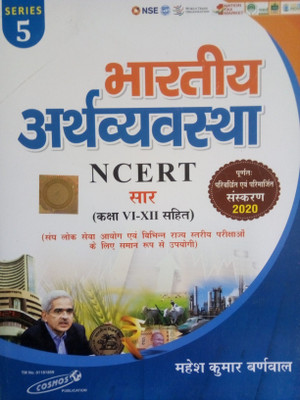 SERIES
5
NSE
भारतीय
अर्थव्यवस्था
NCERT
सार
(कक्षा VI-XII सहित)
पूर्णतः
परिवर्द्धित एवं परिमार्जित
संस्करण
2020
(संघ लोक सेवा आयोग एवं विभिन्न राज्य स्तरीय परीक्षाओं
के लिए समान रूप से उपयोगी)
COSMOS
PUBLICATION
महेश कुमार बर्णवाल